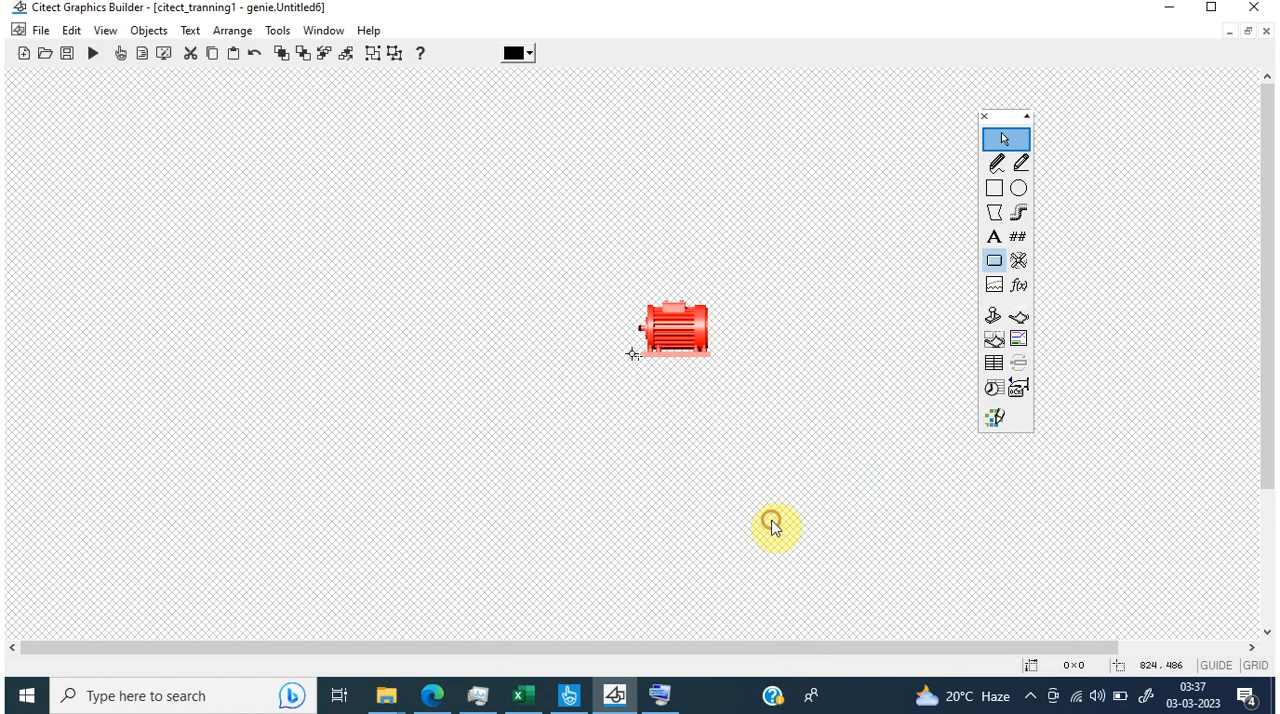 Citect Graphics Builder - [citect_tranning1 - genie.Untitled6]
File Edit View Objects Text Arrange Tools Window Help
A ##
f(x)
0×0 824 , 486 GUIDE GRID
Type here to search 20°C Haze 03:37
03-03-2023 4